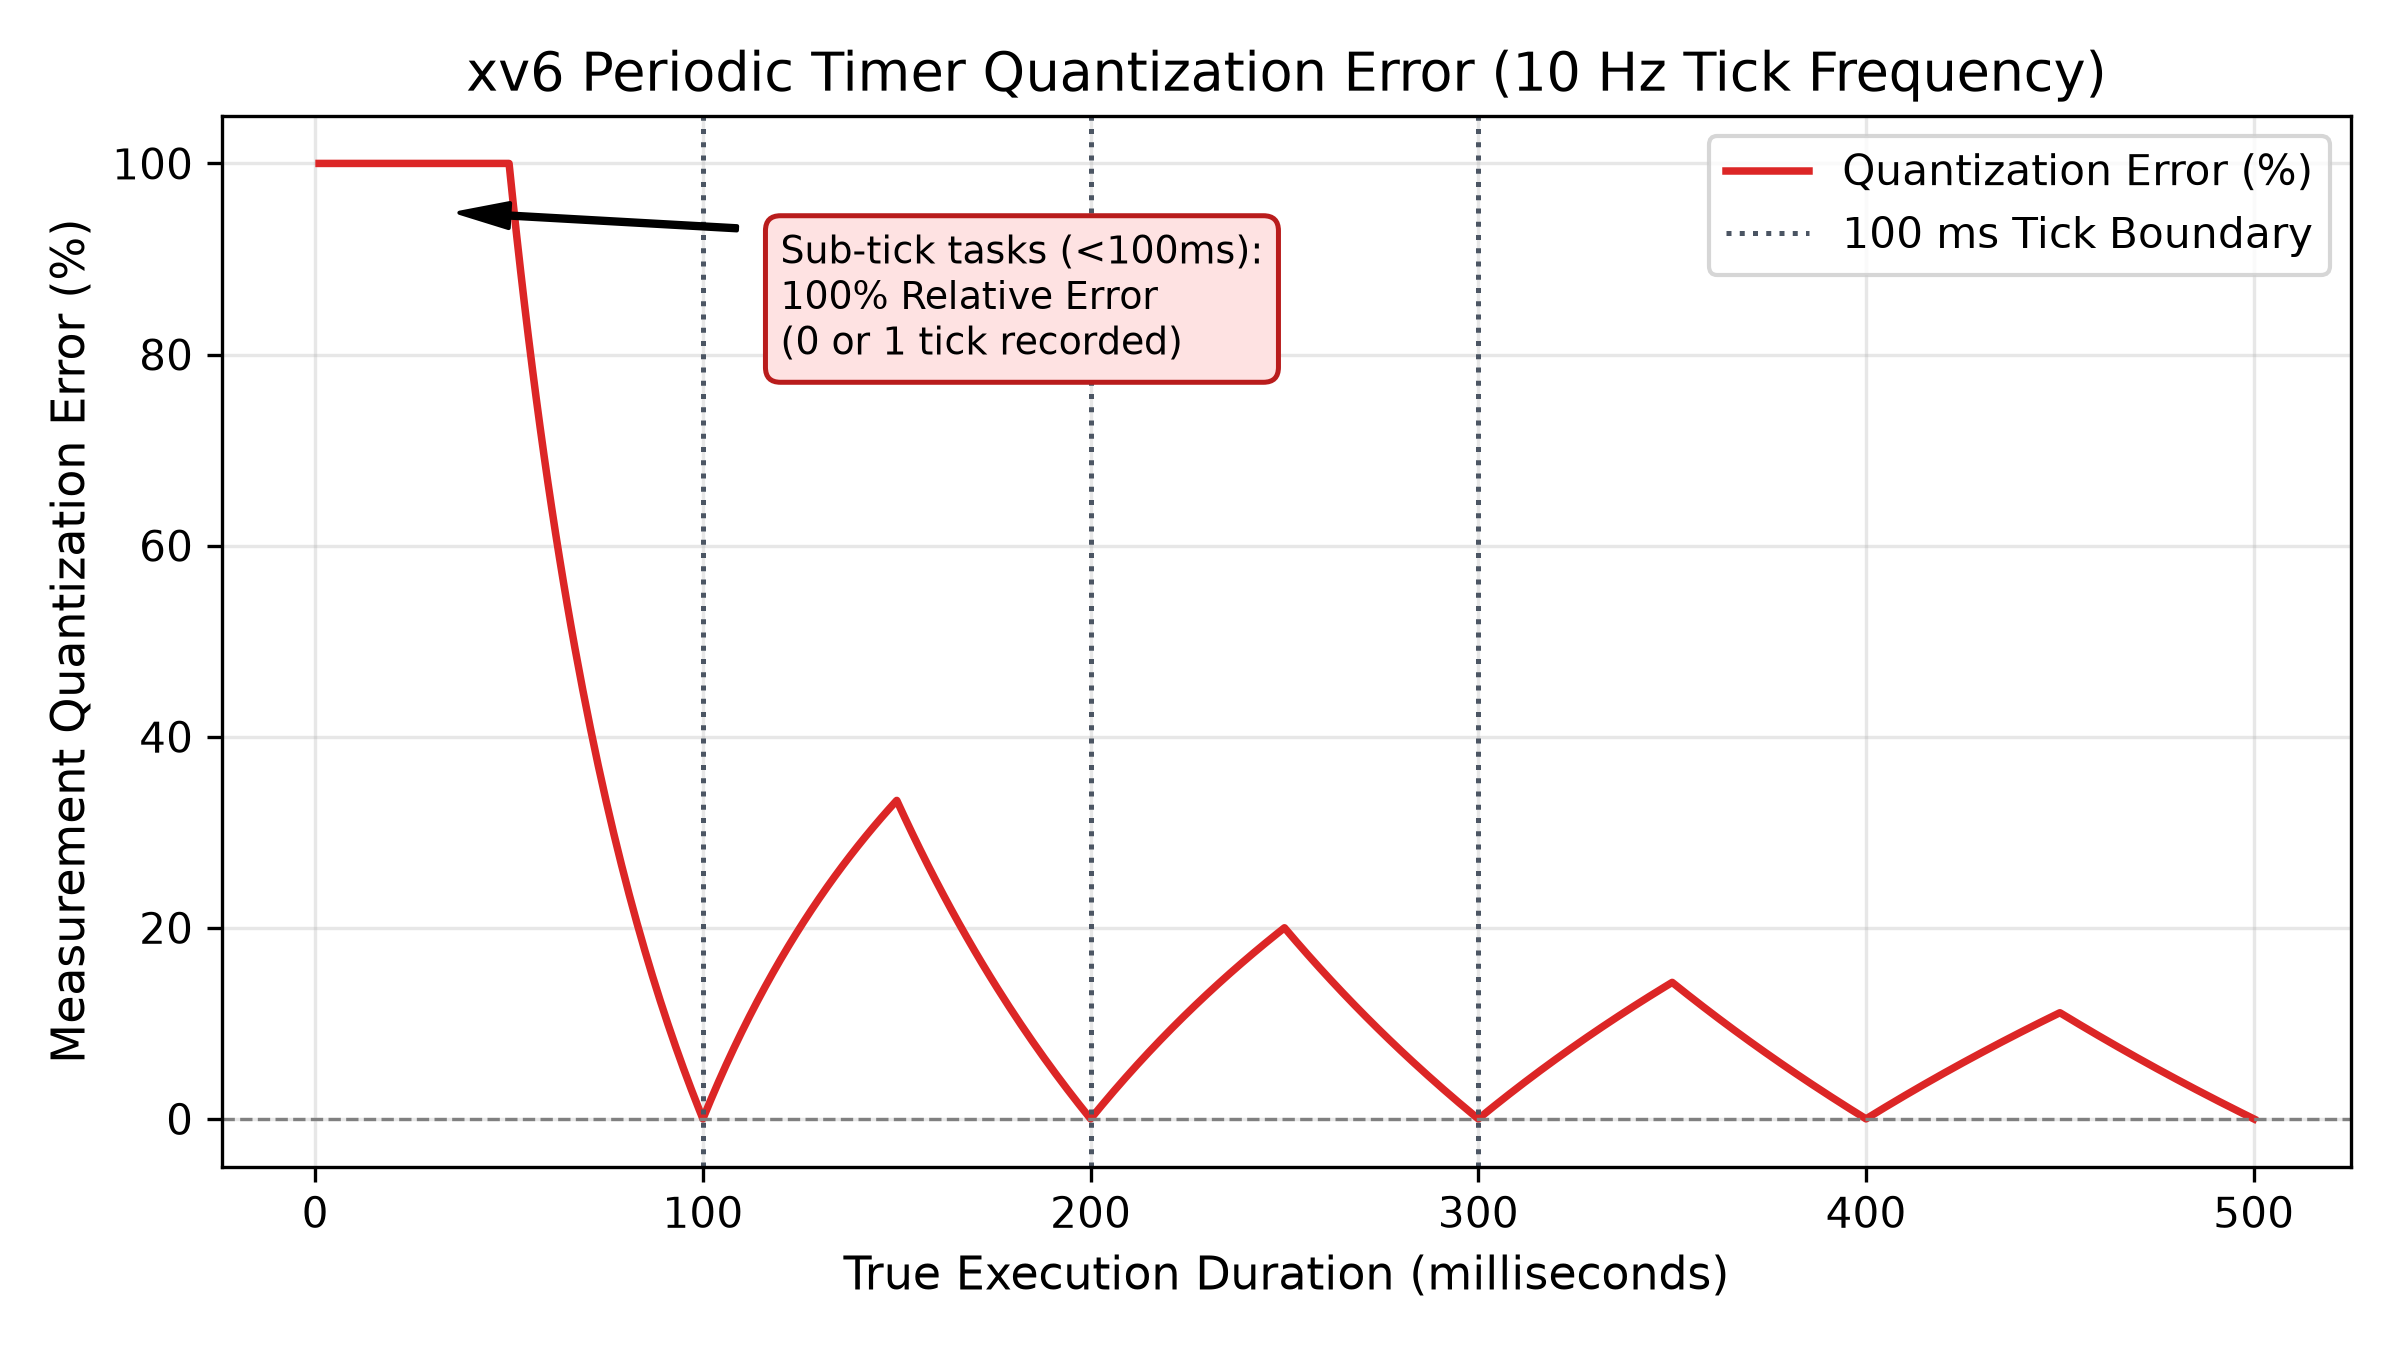 xv6 Periodic Timer Quantization Error (10 Hz Tick Frequency)
Measurement Quantization Error (%)
100
80
60
40
20
0
Quantization Error (%)
100 ms Tick Boundary
Sub-tick tasks (<100ms):
100% Relative Error
(0 or 1 tick recorded)
0
100
200
300
400
500
True Execution Duration (milliseconds)